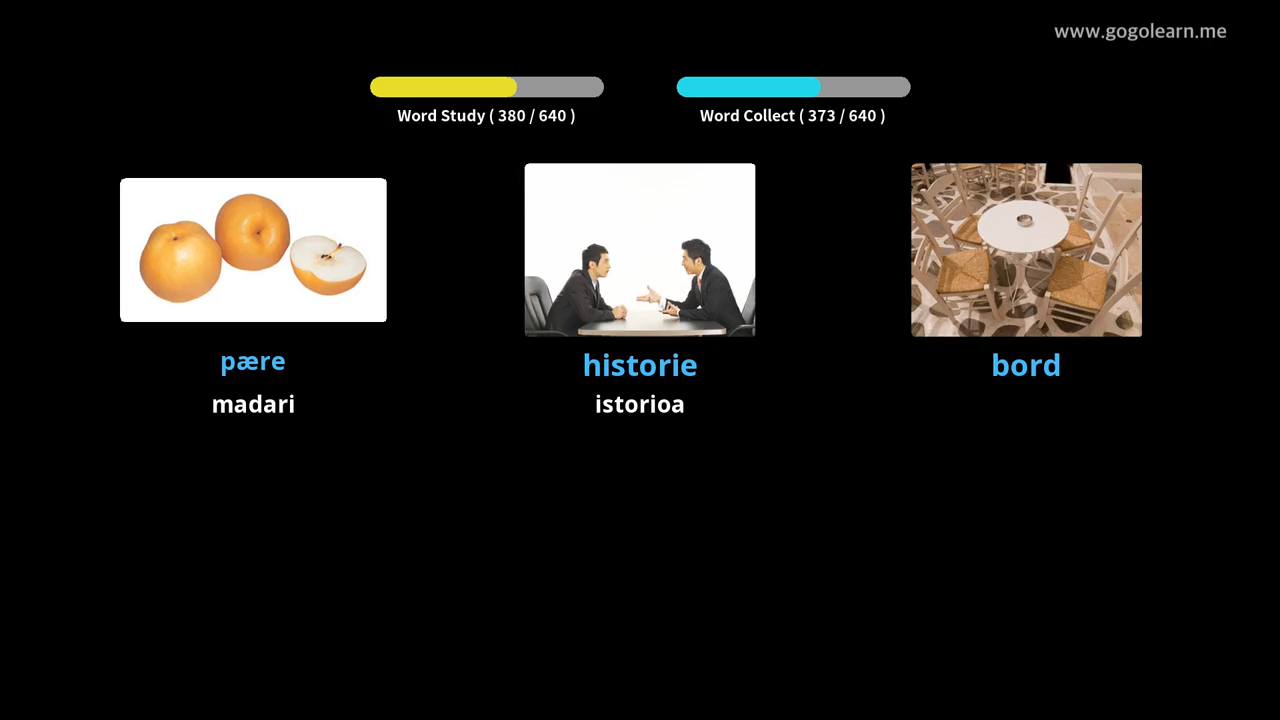 www.gogolearn.me
Word Study ( 380 / 640 )
Word Collect ( 373 / 640 )
pære
historie
bord
madari
istorioa